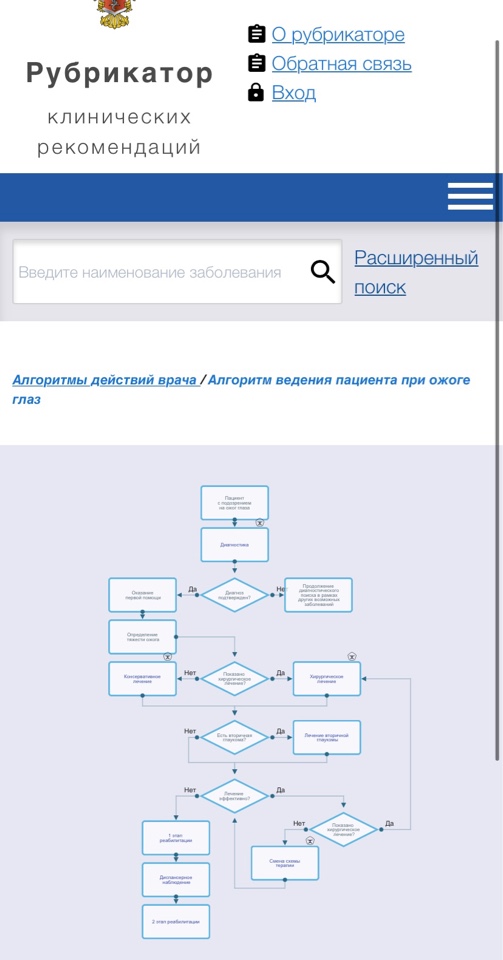 Рубрикатор
клинических
рекомендаций
О рубрикаторе
Обратная связь
Вход
Введите наименование заболевания
Расширенный
поиск
Алгоритмы действий врача / Алгоритм ведения пациента при ожоге
глаз
Пациент
с подозрением
на ожог глаза
Диагностика
Да
Диагноз
подтвержден?
Нет
Оказание
первой помощи
Продолжение
диагностического
поиска в рамках
других возможных
заболеваний
Определение
тяжести ожога
Консервативное
лечение
Нет
Показано
хирургическое
лечение?
Да
Хирургическое
лечение
Нет
Есть вторичная
глаукома?
Да
Лечение вторичной
глаукомы
Нет
Лечение
эффективно?
Да
1 этап
реабилитации
Нет
Показано
хирургическое
лечение?
Да
Смена схемы
терапии
Диспансерное
наблюдение
2 этап реабилитации